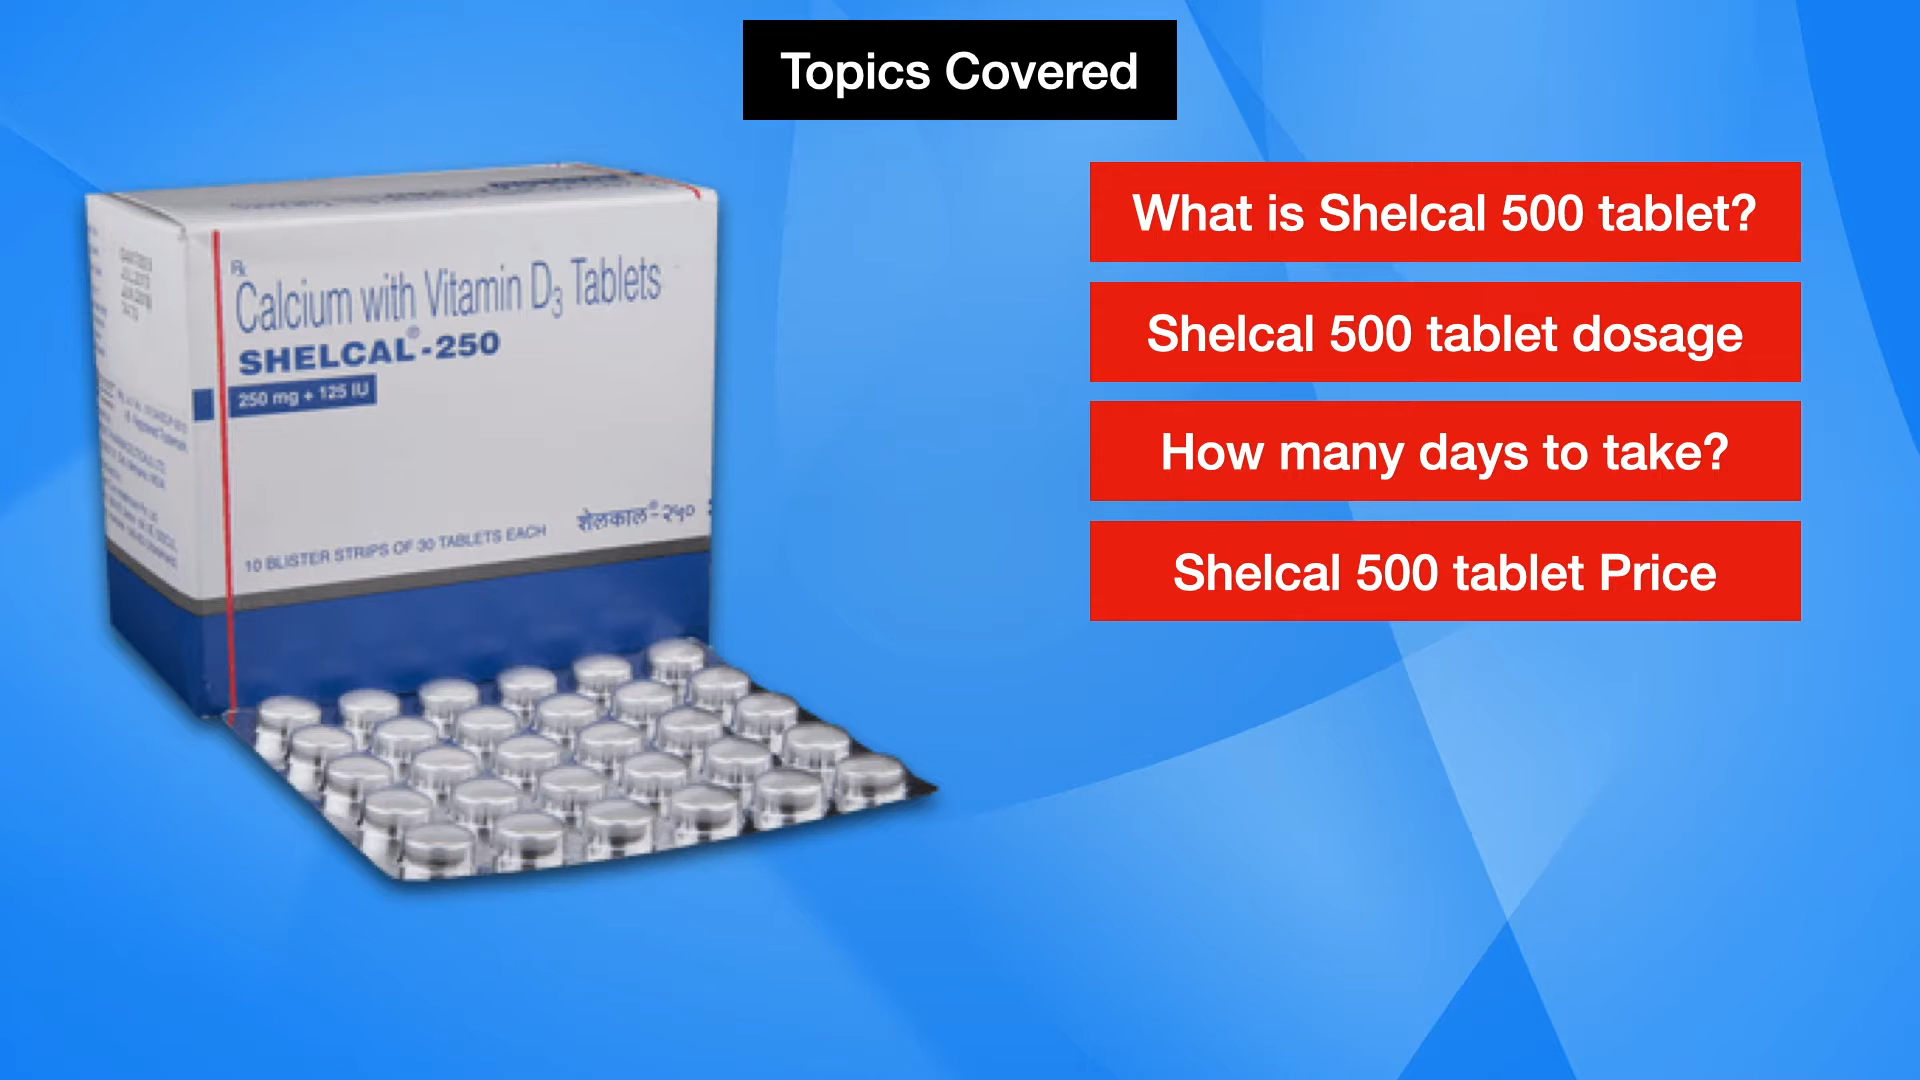 Topics Covered
What is Shelcal 500 tablet?
Shelcal 500 tablet dosage
How many days to take?
Shelcal 500 tablet Price
℞
Calcium with Vitamin D₃ Tablets
SHELCAL®-250
250 mg + 125 IU
10 BLISTER STRIPS OF 30 TABLETS EACH
शेलकाल®-२५०